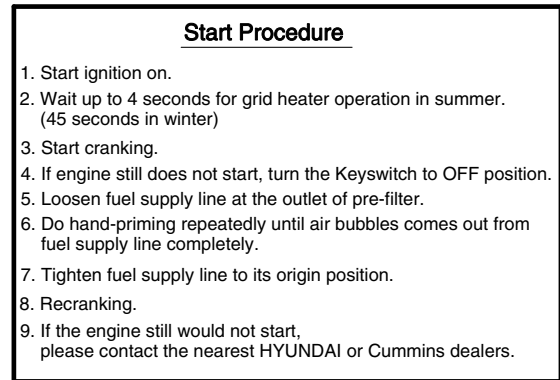 Start Procedure
1. Start ignition on.
2. Wait up to 4 seconds for grid heater operation in summer.
(45 seconds in winter)
3. Start cranking.
4. If engine still does not start, turn the Keyswitch to OFF position.
5. Loosen fuel supply line at the outlet of pre-filter.
6. Do hand-priming repeatedly until air bubbles comes out from
fuel supply line completely.
7. Tighten fuel supply line to its origin position.
8. Recranking.
9. If the engine still would not start,
please contact the nearest HYUNDAI or Cummins dealers.